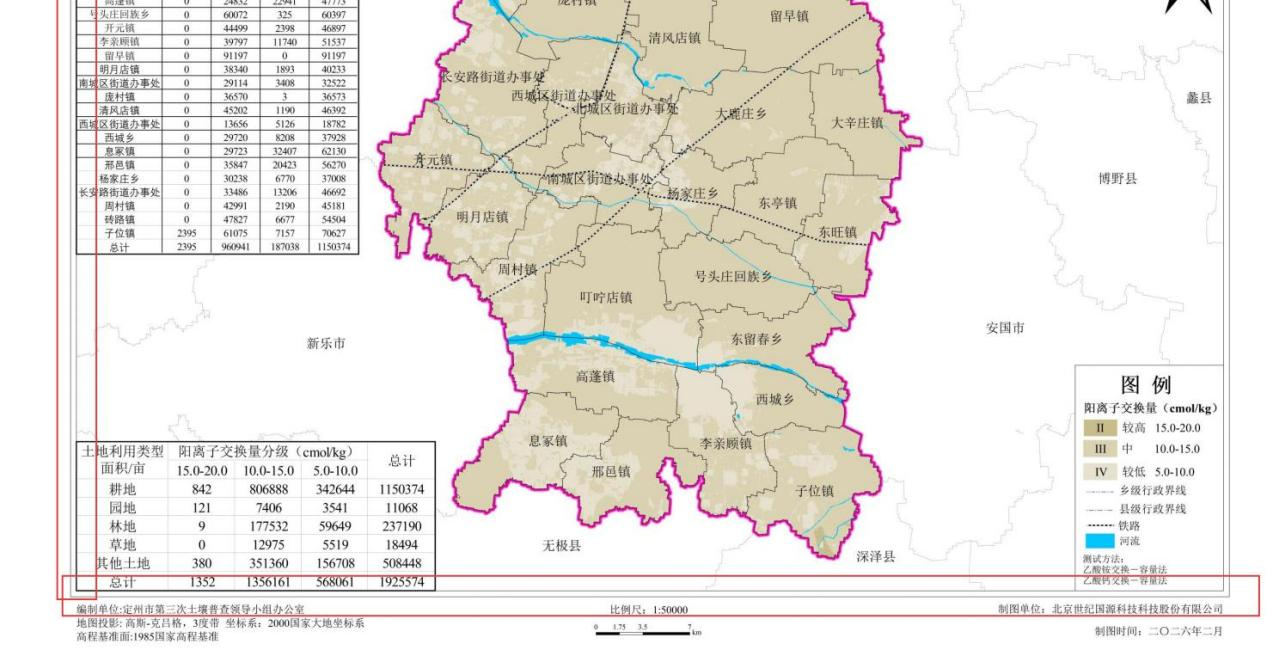 高蓬镇 0 24832 22941 47773
号头庄回族乡 0 60072 325 60397
开元镇 0 44499 2398 46897
李亲顾镇 0 39797 11740 51537
留早镇 0 91197 0 91197
明月店镇 0 38340 1893 40233
南城区街道办事处 0 29114 3408 32522
庞村镇 0 36570 3 36573
清风店镇 0 45202 1190 46392
西城区街道办事处 0 13656 5126 18782
西城乡 0 29720 8208 37928
息冢镇 0 29723 32407 62130
邢邑镇 0 35847 20423 56270
杨家庄乡 0 30238 6770 37008
长安路街道办事处 0 33486 13206 46692
周村镇 0 42991 2190 45181
砖路镇 0 47827 6677 54504
子位镇 2395 61075 7157 70627
总计 2395 960941 187038 1150374
庞村镇
留早镇
清风店镇
长安路街道办事处
西城区街道办事处
北城区街道办事处
大鹿庄乡
大辛庄镇
蠡县
开元镇
南城区街道办事处
杨家庄乡
博野县
东亭镇
明月店镇
东旺镇
周村镇
号头庄回族乡
叮咛店镇
新乐市
安国市
东留春乡
高蓬镇
西城乡
息冢镇
李亲顾镇
邢邑镇
子位镇
无极县
深泽县
土地利用类型 阳离子交换量分级（cmol/kg） 总计
面积/亩 15.0-20.0 10.0-15.0 5.0-10.0
耕地 842 806888 342644 1150374
园地 121 7406 3541 11068
林地 9 177532 59649 237190
草地 0 12975 5519 18494
其他土地 380 351360 156708 508448
总计 1352 1356161 568061 1925574
图 例
阳离子交换量（cmol/kg）
II 较高 15.0-20.0
III 中 10.0-15.0
IV 较低 5.0-10.0
乡级行政界线
县级行政界线
铁路
河流
测试方法：
乙酸铵交换－容量法
乙酸钙交换－容量法
编制单位:定州市第三次土壤普查领导小组办公室
地图投影: 高斯-克吕格，3度带 坐标系：2000国家大地坐标系
高程基准面:1985国家高程基准
比例尺：1:50000
0 1.75 3.5 7 km
制图单位：北京世纪国源科技科技股份有限公司
制图时间：二〇二六年二月